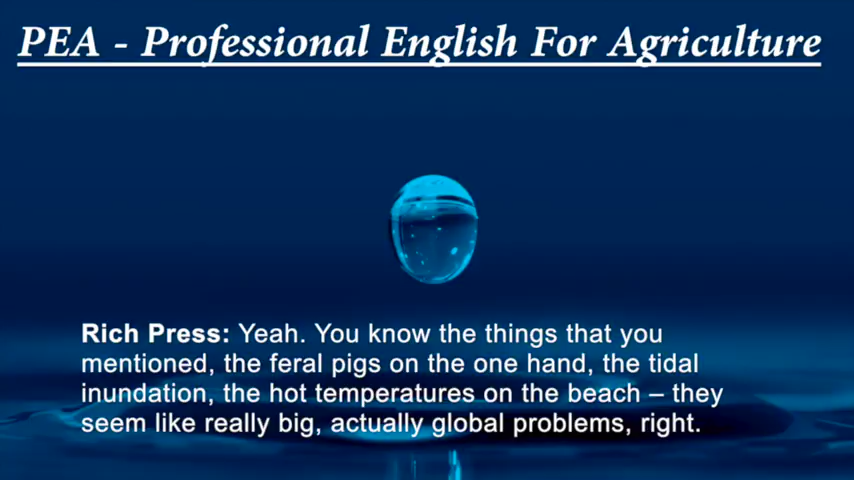 PEA - Professional English For Agriculture
Rich Press: Yeah. You know the things that you
mentioned, the feral pigs on the one hand, the tidal
inundation, the hot temperatures on the beach – they
seem like really big, actually global problems, right.